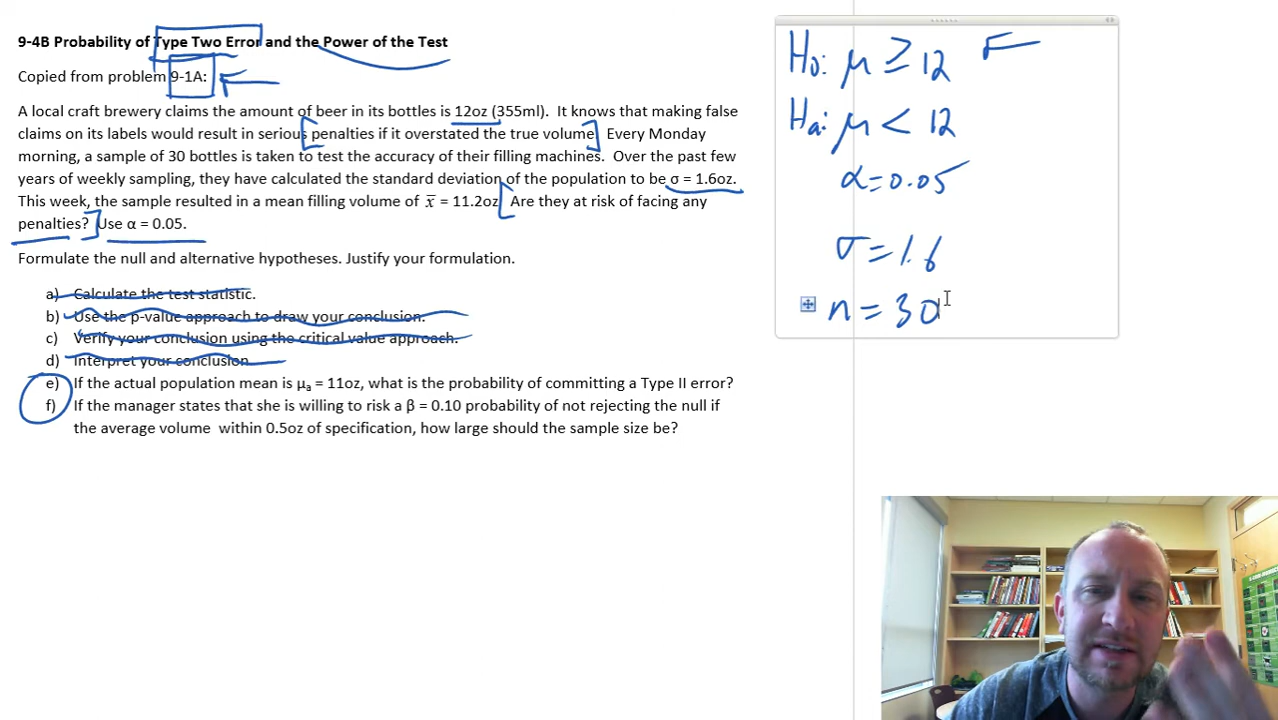 9-4B Probability of Type Two Error and the Power of the Test
Copied from problem 9-1A:
A local craft brewery claims the amount of beer in its bottles is 12oz (355ml). It knows that making false
claims on its labels would result in serious penalties if it overstated the true volume. Every Monday
morning, a sample of 30 bottles is taken to test the accuracy of their filling machines. Over the past few
years of weekly sampling, they have calculated the standard deviation of the population to be σ = 1.6oz.
This week, the sample resulted in a mean filling volume of x̅ = 11.2oz. Are they at risk of facing any
penalties? Use α = 0.05.
Formulate the null and alternative hypotheses. Justify your formulation.
a) Calculate the test statistic.
b) Use the p-value approach to draw your conclusion.
c) Verify your conclusion using the critical value approach.
d) Interpret your conclusion.
e) If the actual population mean is μₐ = 11oz, what is the probability of committing a Type II error?
f) If the manager states that she is willing to risk a β = 0.10 probability of not rejecting the null if
the average volume within 0.5oz of specification, how large should the sample size be?
H₀: μ ≥ 12
Hₐ: μ < 12
α=0.05
σ=1.6
n=30